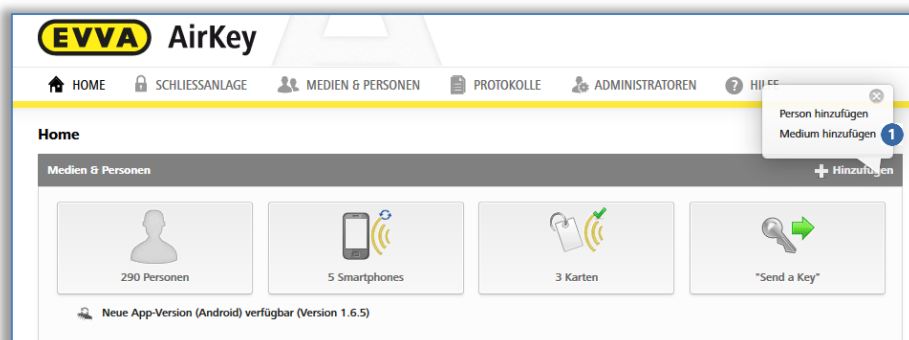 EVVA AirKey
HOME SCHLIESSANLAGE MEDIEN & PERSONEN PROTOKOLLE ADMINISTRATOREN ? HILFE
Person hinzufügen
Medium hinzufügen 1
Home
Medien & Personen Hinzufügen
290 Personen 5 Smartphones 3 Karten "Send a Key"
Neue App-Version (Android) verfügbar (Version 1.6.5)